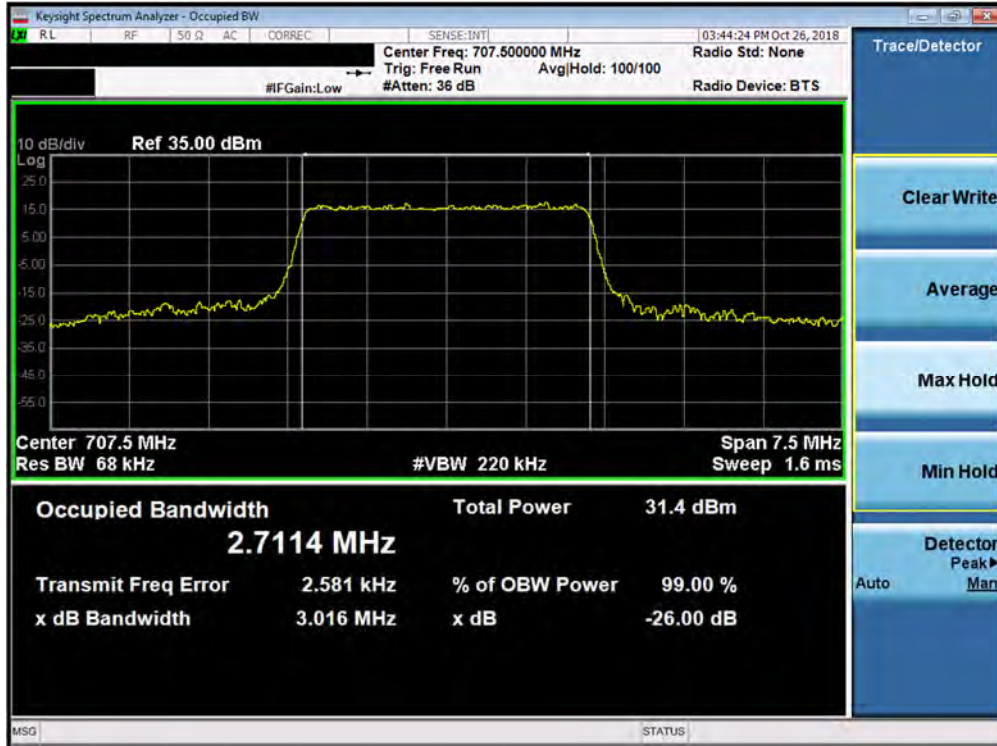 Keysight Spectrum Analyzer - Occupied BW
LXI RL RF 50 Ω AC CORREC SENSE:INT 03:44:24 PM Oct 26, 2018
Center Freq: 707.500000 MHz Radio Std: None
Trig: Free Run Avg|Hold: 100/100
#IFGain:Low #Atten: 36 dB Radio Device: BTS
Trace/Detector
10 dB/div Ref 35.00 dBm
Log
25.0
15.0
5.00
-5.00
-15.0
-25.0
-35.0
-45.0
-55.0
Center 707.5 MHz Span 7.5 MHz
Res BW 68 kHz #VBW 220 kHz Sweep 1.6 ms
Occupied Bandwidth Total Power 31.4 dBm
2.7114 MHz
Transmit Freq Error 2.581 kHz % of OBW Power 99.00 %
x dB Bandwidth 3.016 MHz x dB -26.00 dB
Clear Write
Average
Max Hold
Min Hold
Detector
Peak▶
Auto Man
MSG STATUS